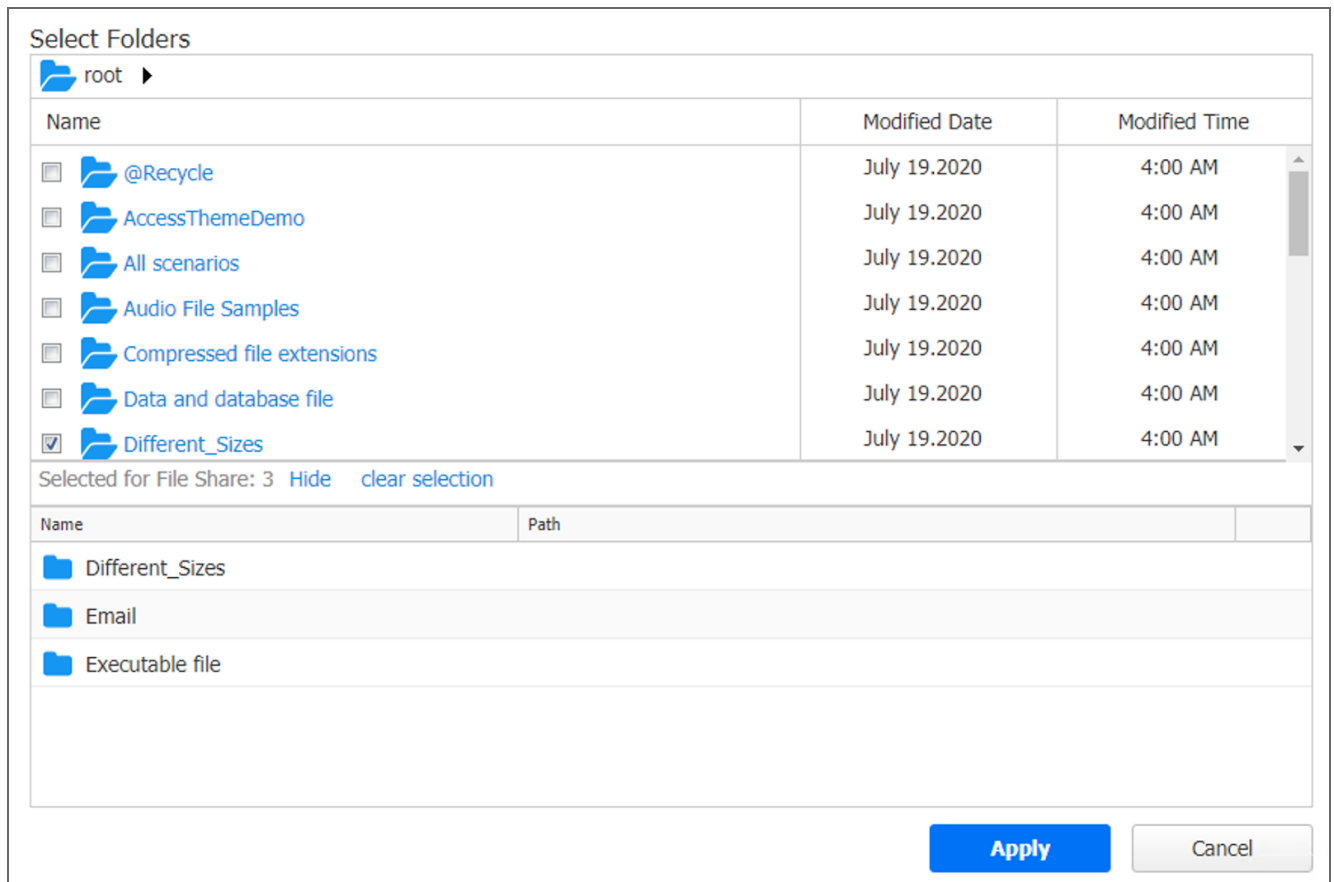 Select Folders
root
Name Modified Date Modified Time
@Recycle July 19.2020 4:00 AM
AccessThemeDemo July 19.2020 4:00 AM
All scenarios July 19.2020 4:00 AM
Audio File Samples July 19.2020 4:00 AM
Compressed file extensions July 19.2020 4:00 AM
Data and database file July 19.2020 4:00 AM
Different_Sizes July 19.2020 4:00 AM
Selected for File Share: 3 Hide clear selection
Name Path
Different_Sizes
Email
Executable file
Apply Cancel